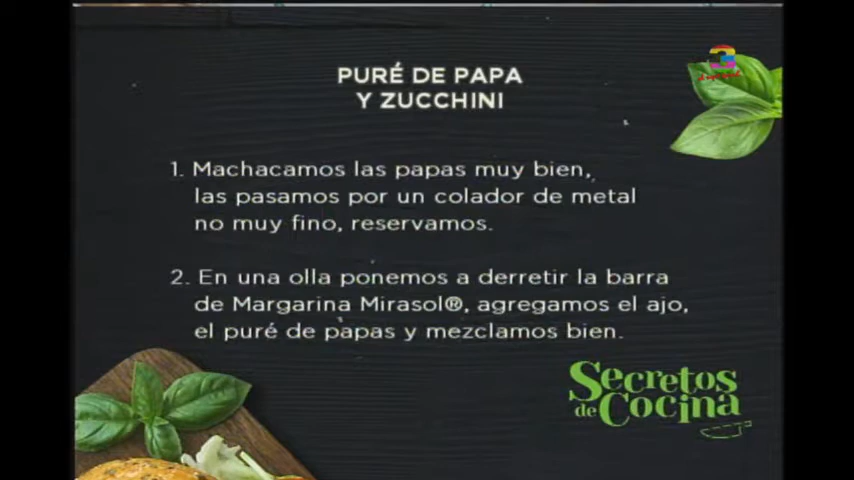 3
PURÉ DE PAPA
Y ZUCCHINI
1. Machacamos las papas muy bien,
las pasamos por un colador de metal
no muy fino, reservamos.
2. En una olla ponemos a derretir la barra
de Margarina Mirasol®, agregamos el ajo,
el puré de papas y mezclamos bien.
Secretos
de Cocina